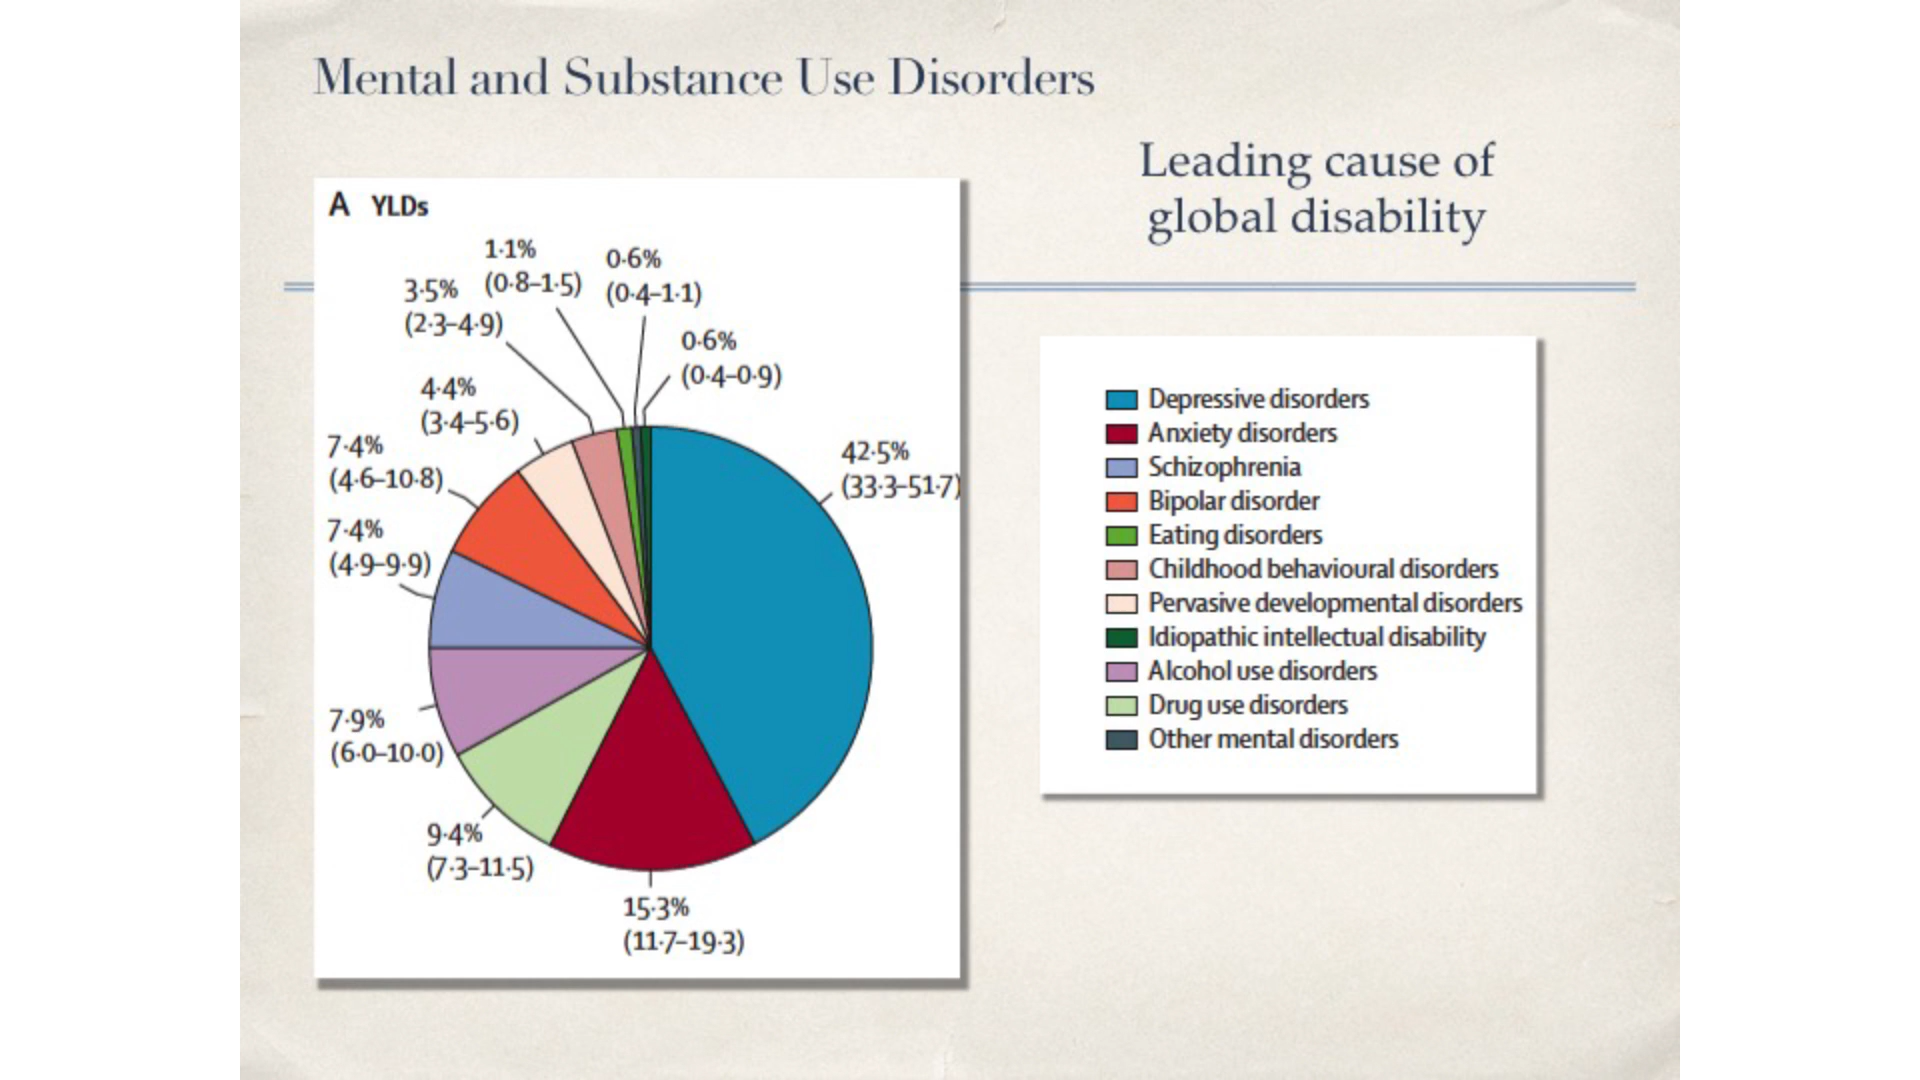 Mental and Substance Use Disorders
Leading cause of
global disability
A YLDs
1·1%
(0·8–1·5)
0·6%
(0·4–1·1)
3·5%
(2·3–4·9)
0·6%
(0·4–0·9)
4·4%
(3·4–5·6)
7·4%
(4·6–10·8)
42·5%
(33·3–51·7)
7·4%
(4·9–9·9)
7·9%
(6·0–10·0)
9·4%
(7·3–11·5)
15·3%
(11·7–19·3)
Depressive disorders
Anxiety disorders
Schizophrenia
Bipolar disorder
Eating disorders
Childhood behavioural disorders
Pervasive developmental disorders
Idiopathic intellectual disability
Alcohol use disorders
Drug use disorders
Other mental disorders